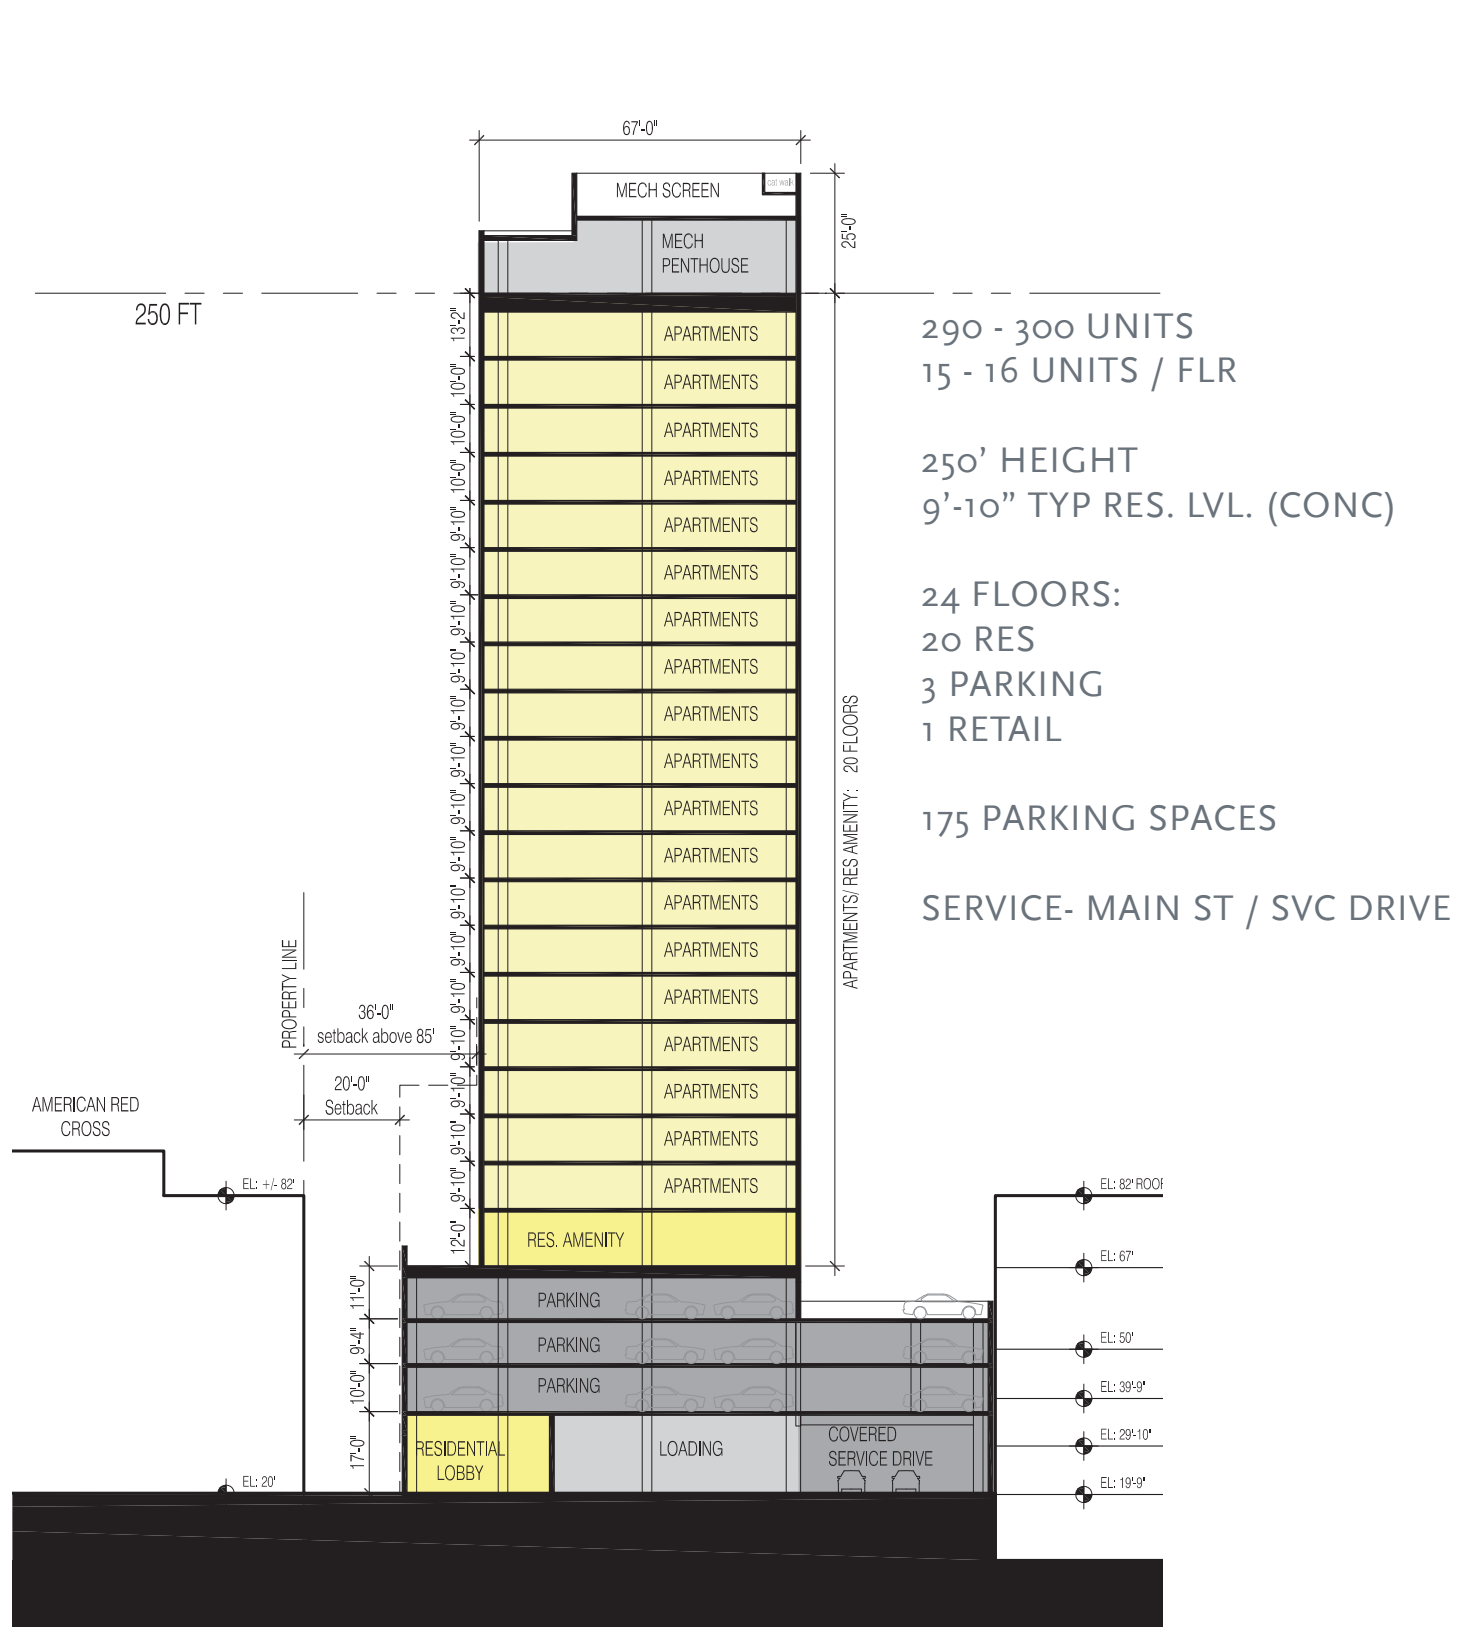 67'-0"
MECH SCREEN
cat walk
25'-0"
MECH
PENTHOUSE
250 FT
13'-2"
APARTMENTS
10'-0"
APARTMENTS
10'-0"
APARTMENTS
10'-0"
APARTMENTS
9'-10"
APARTMENTS
9'-10"
APARTMENTS
9'-10"
APARTMENTS
9'-10"
APARTMENTS
9'-10"
APARTMENTS
9'-10"
APARTMENTS
9'-10"
APARTMENTS
9'-10"
APARTMENTS
9'-10"
APARTMENTS
9'-10"
APARTMENTS
9'-10"
APARTMENTS
9'-10"
APARTMENTS
9'-10"
APARTMENTS
9'-10"
APARTMENTS
9'-10"
APARTMENTS
12'-0"
RES. AMENITY
APARTMENTS/ RES AMENITY: 20 FLOORS
290 - 300 UNITS
15 - 16 UNITS / FLR
250' HEIGHT
9'-10" TYP RES. LVL. (CONC)
24 FLOORS:
20 RES
3 PARKING
1 RETAIL
175 PARKING SPACES
SERVICE- MAIN ST / SVC DRIVE
PROPERTY LINE
36'-0"
setback above 85'
20'-0"
Setback
AMERICAN RED
CROSS
EL: +/- 82'
EL: 20'
11'-0"
PARKING
9'-4"
PARKING
10'-0"
PARKING
17'-0"
RESIDENTIAL
LOBBY
LOADING
COVERED
SERVICE DRIVE
EL: 82' ROOF
EL: 67'
EL: 50'
EL: 39'-9"
EL: 29'-10"
EL: 19'-9"